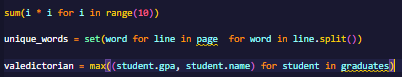 sum(i * i for i in range(10))
unique_words = set(word for line in page  for word in line.split())
valedictorian = max((student.gpa, student.name) for student in graduates)